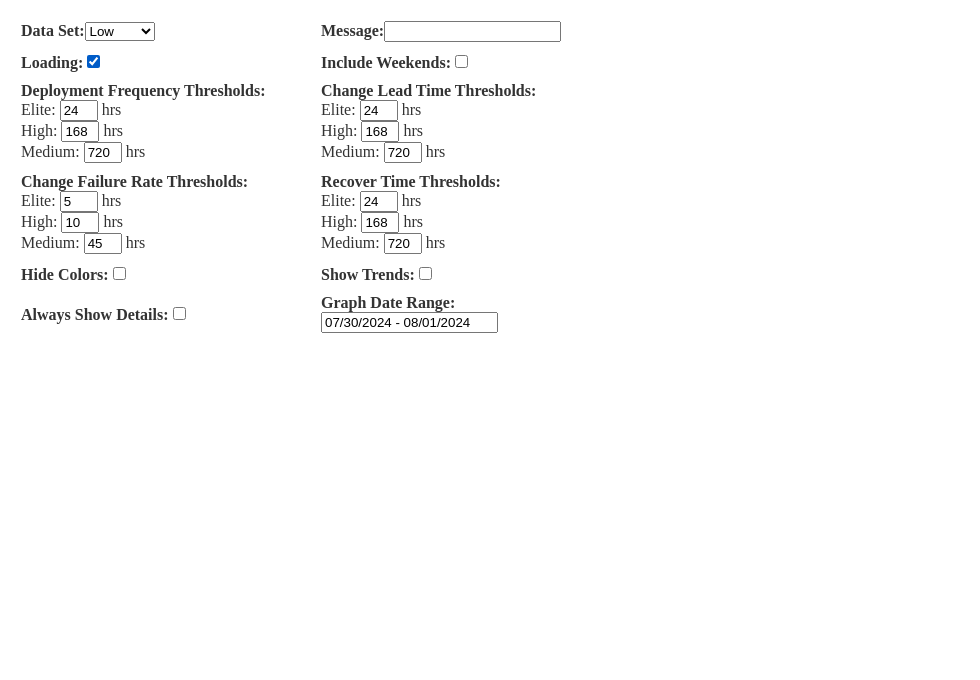 Data Set: Low Message:
Loading: Include Weekends:
Deployment Frequency Thresholds: Change Lead Time Thresholds:
Elite: 24 hrs Elite: 24 hrs
High: 168 hrs High: 168 hrs
Medium: 720 hrs Medium: 720 hrs
Change Failure Rate Thresholds: Recover Time Thresholds:
Elite: 5 hrs Elite: 24 hrs
High: 10 hrs High: 168 hrs
Medium: 45 hrs Medium: 720 hrs
Hide Colors: Show Trends:
Always Show Details: Graph Date Range:
07/30/2024 - 08/01/2024